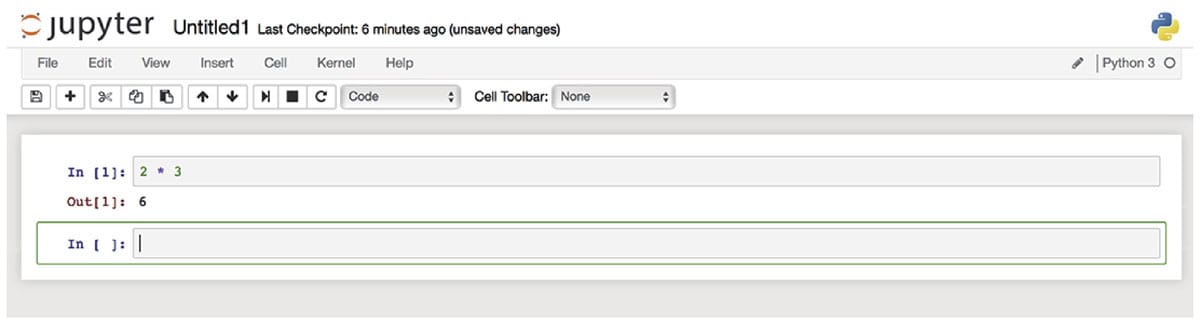 jupyter Untitled1 Last Checkpoint: 6 minutes ago (unsaved changes)
File Edit View Insert Cell Kernel Help Python 3
Code Cell Toolbar: None
In [1]: 2 * 3
Out[1]: 6
In [ ]: